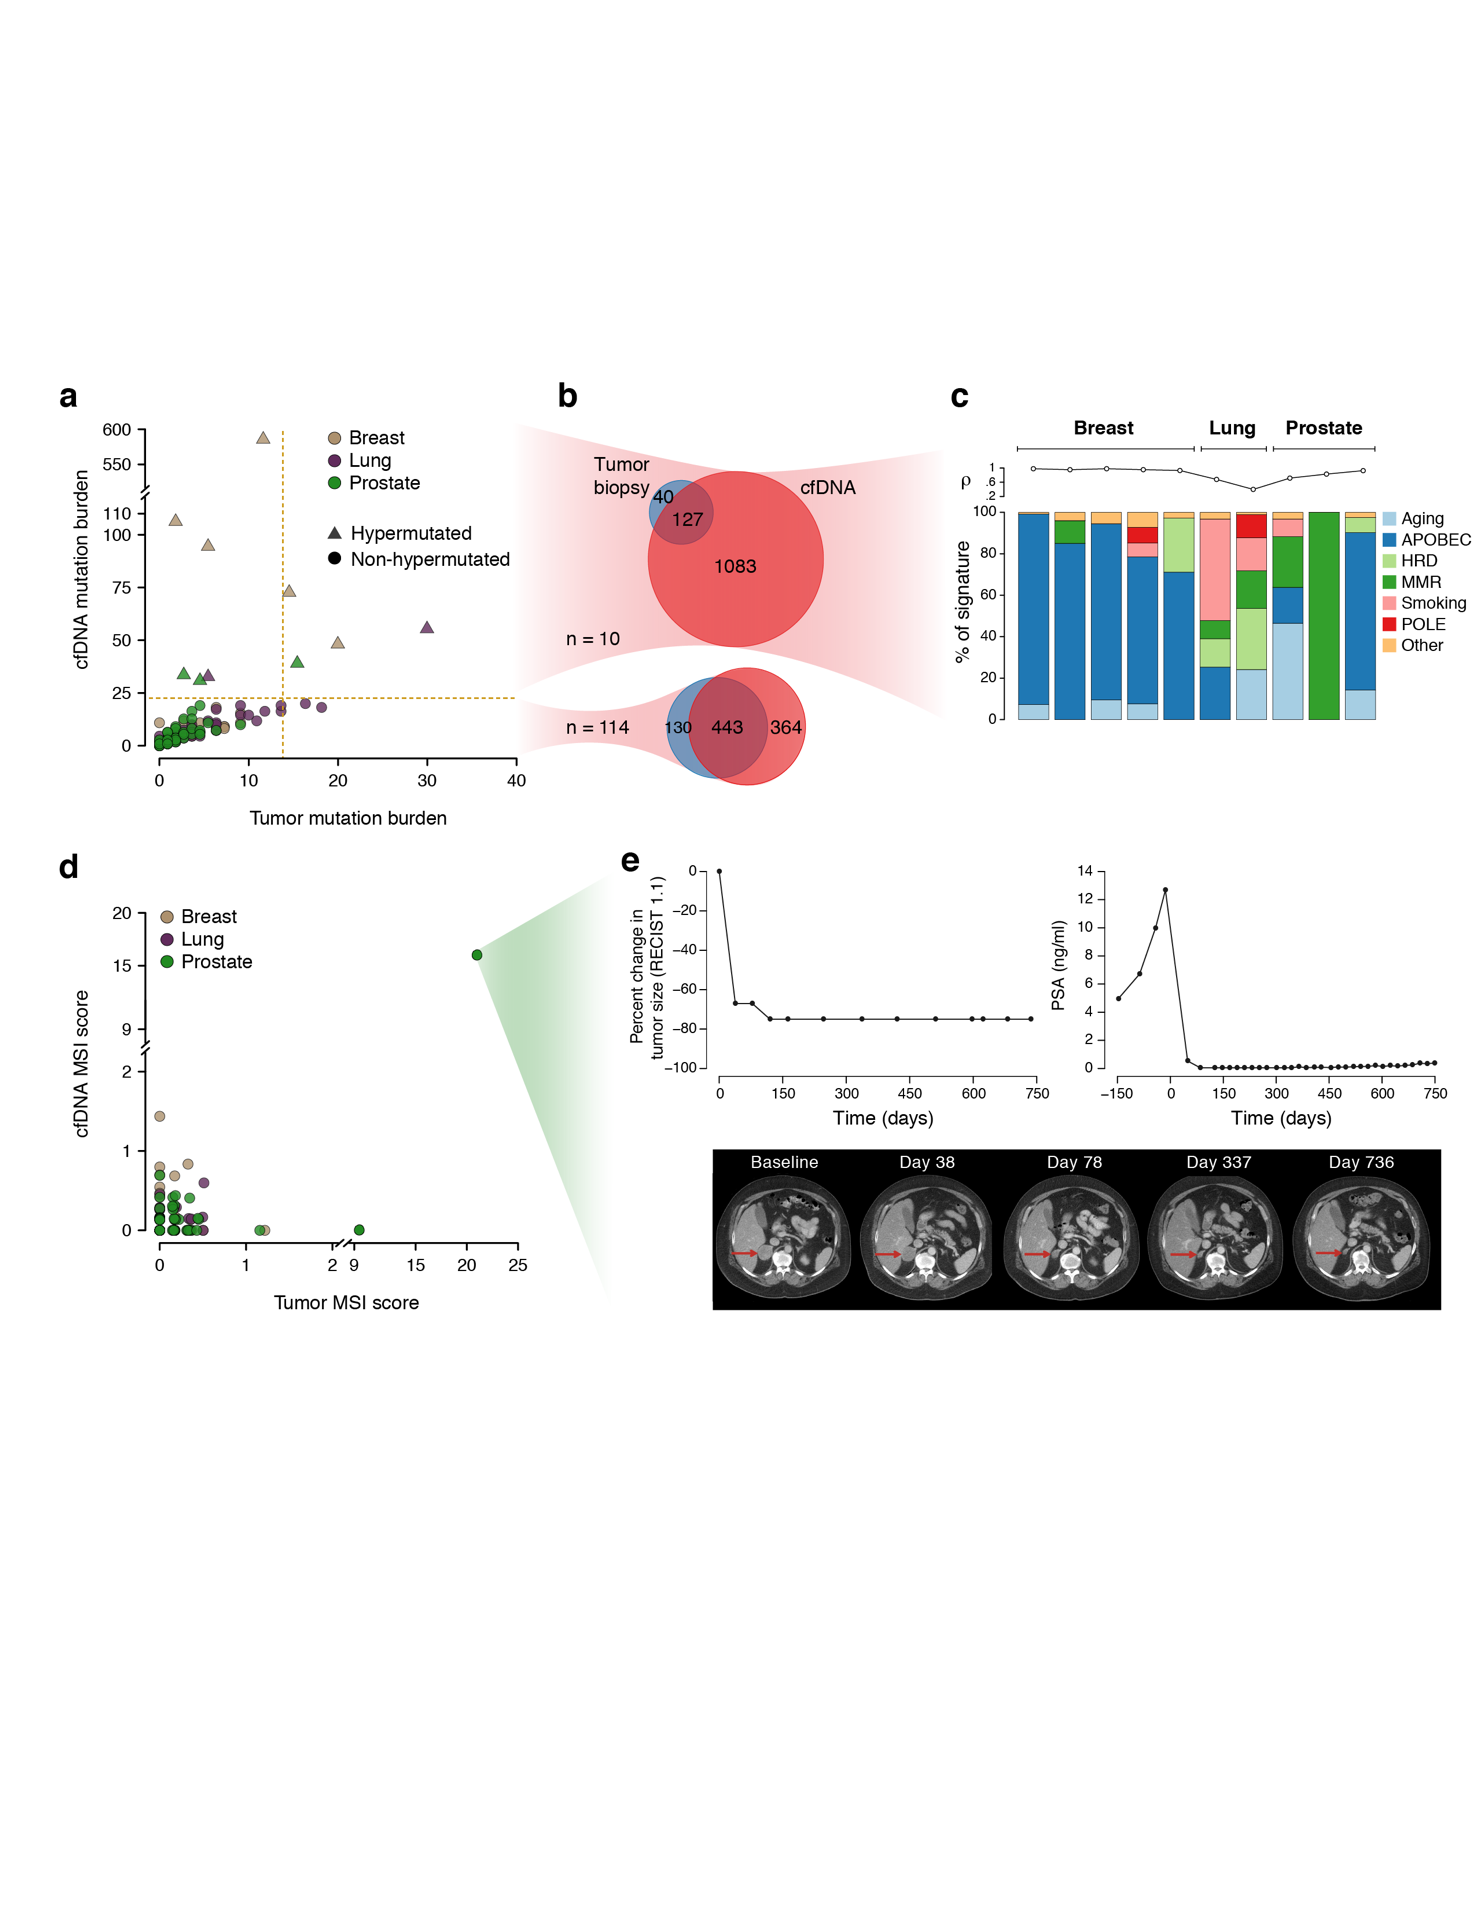 a
600
550
110
100
75
50
25
0
cfDNA mutation burden
0 10 20 30 40
Tumor mutation burden
Breast
Lung
Prostate
Hypermutated
Non-hypermutated
b
Tumor
biopsy
cfDNA
40
127
1083
n = 10
n = 114
130
443
364
c
Breast Lung Prostate
ρ
1
.6
.2
100
80
60
40
20
0
% of signature
Aging
APOBEC
HRD
MMR
Smoking
POLE
Other
d
20
15
9
2
1
0
cfDNA MSI score
Breast
Lung
Prostate
0 1 2 9 15 20 25
Tumor MSI score
e
0
−20
−40
−60
−80
−100
Percent change in
tumor size (RECIST 1.1)
0 150 300 450 600 750
Time (days)
14
12
10
8
6
4
2
0
PSA (ng/ml)
−150 0 150 300 450 600 750
Time (days)
Baseline Day 38 Day 78 Day 337 Day 736